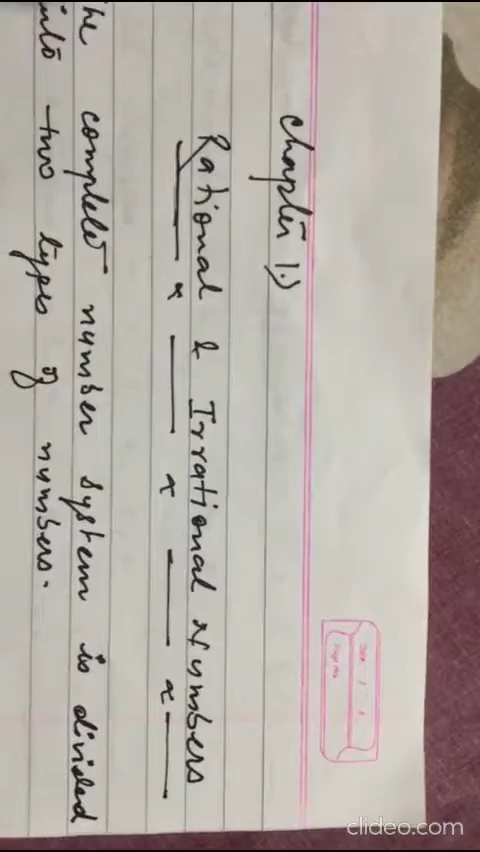 Chapter 1.)
Rational & Irrational Numbers
The complete number system is divided
into two types of numbers.
clideo.com